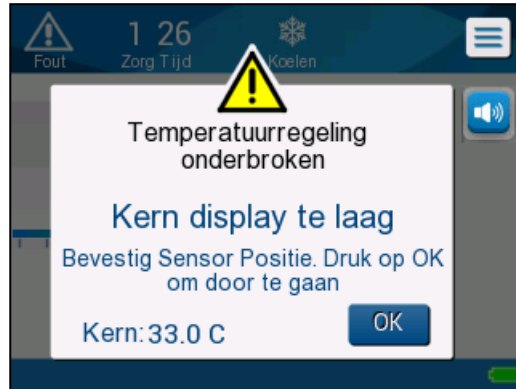 1 26
Fout Zorg Tijd Koelen
Temperatuurregeling
onderbroken
Kern display te laag
Bevestig Sensor Positie. Druk op OK
om door te gaan
Kern: 33.0 C
OK